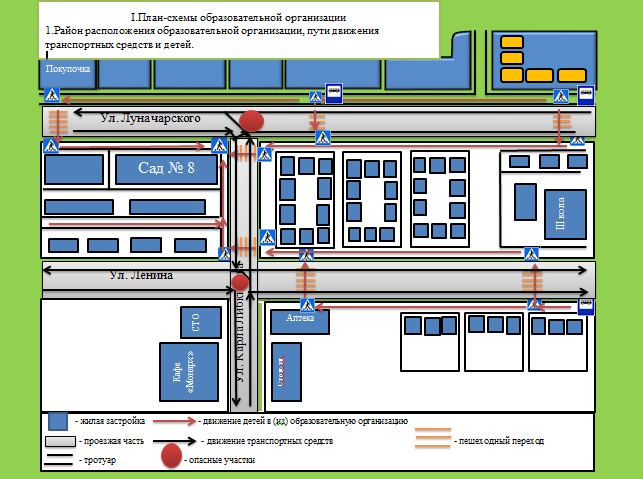 I.План-схемы образовательной организации
1.Район расположения образовательной организации, пути движения
транспортных средств и детей.
Покупочка
Ул. Луначарского
Сад № 8
Школа
Ул. Ленина
Ул. Карла Либкн
СТО
Аптека
Кафе
«Монарх»
- жилая застройка
- движение детей в (из) образовательную организацию
- проезжая часть
- движение транспортных средств
- пешеходный переход
- тротуар
- опасные участки